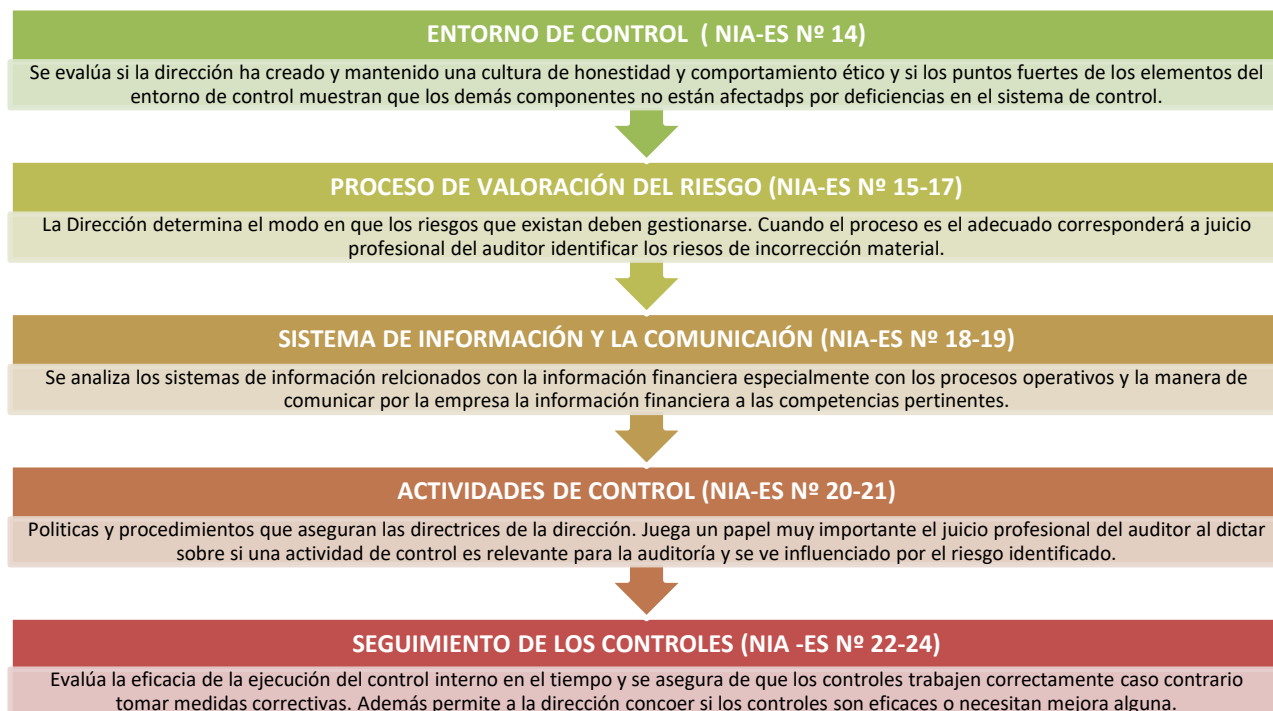 ENTORNO DE CONTROL ( NIA-ES Nº 14)
Se evalúa si la dirección ha creado y mantenido una cultura de honestidad y comportamiento ético y si los puntos fuertes de los elementos del
entorno de control muestran que los demás componentes no están afectadps por deficiencias en el sistema de control.
PROCESO DE VALORACIÓN DEL RIESGO (NIA-ES Nº 15-17)
La Dirección determina el modo en que los riesgos que existan deben gestionarse. Cuando el proceso es el adecuado corresponderá a juicio
profesional del auditor identificar los riesos de incorrección material.
SISTEMA DE INFORMACIÓN Y LA COMUNICAIÓN (NIA-ES Nº 18-19)
Se analiza los sistemas de información relcionados con la información financiera especialmente con los procesos operativos y la manera de
comunicar por la empresa la información financiera a las competencias pertinentes.
ACTIVIDADES DE CONTROL (NIA-ES Nº 20-21)
Politicas y procedimientos que aseguran las directrices de la dirección. Juega un papel muy importante el juicio profesional del auditor al dictar
sobre si una actividad de control es relevante para la auditoría y se ve influenciado por el riesgo identificado.
SEGUIMIENTO DE LOS CONTROLES (NIA -ES Nº 22-24)
Evalúa la eficacia de la ejecución del control interno en el tiempo y se asegura de que los controles trabajen correctamente caso contrario
tomar medidas correctivas. Además permite a la dirección concoer si los controles son eficaces o necesitan mejora alguna.